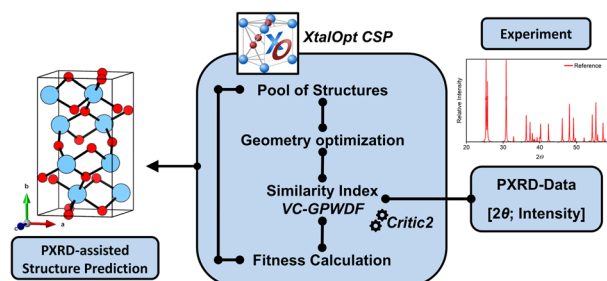 XtalOpt CSP
XO
Experiment
Pool of Structures
Geometry optimization
Similarity Index
VC-GPWDF
Critic2
Fitness Calculation
Reference
Relative Intensity
20 30 40 50
2θ
PXRD-Data
[2θ; Intensity]
b
c
a
PXRD-assisted
Structure Prediction